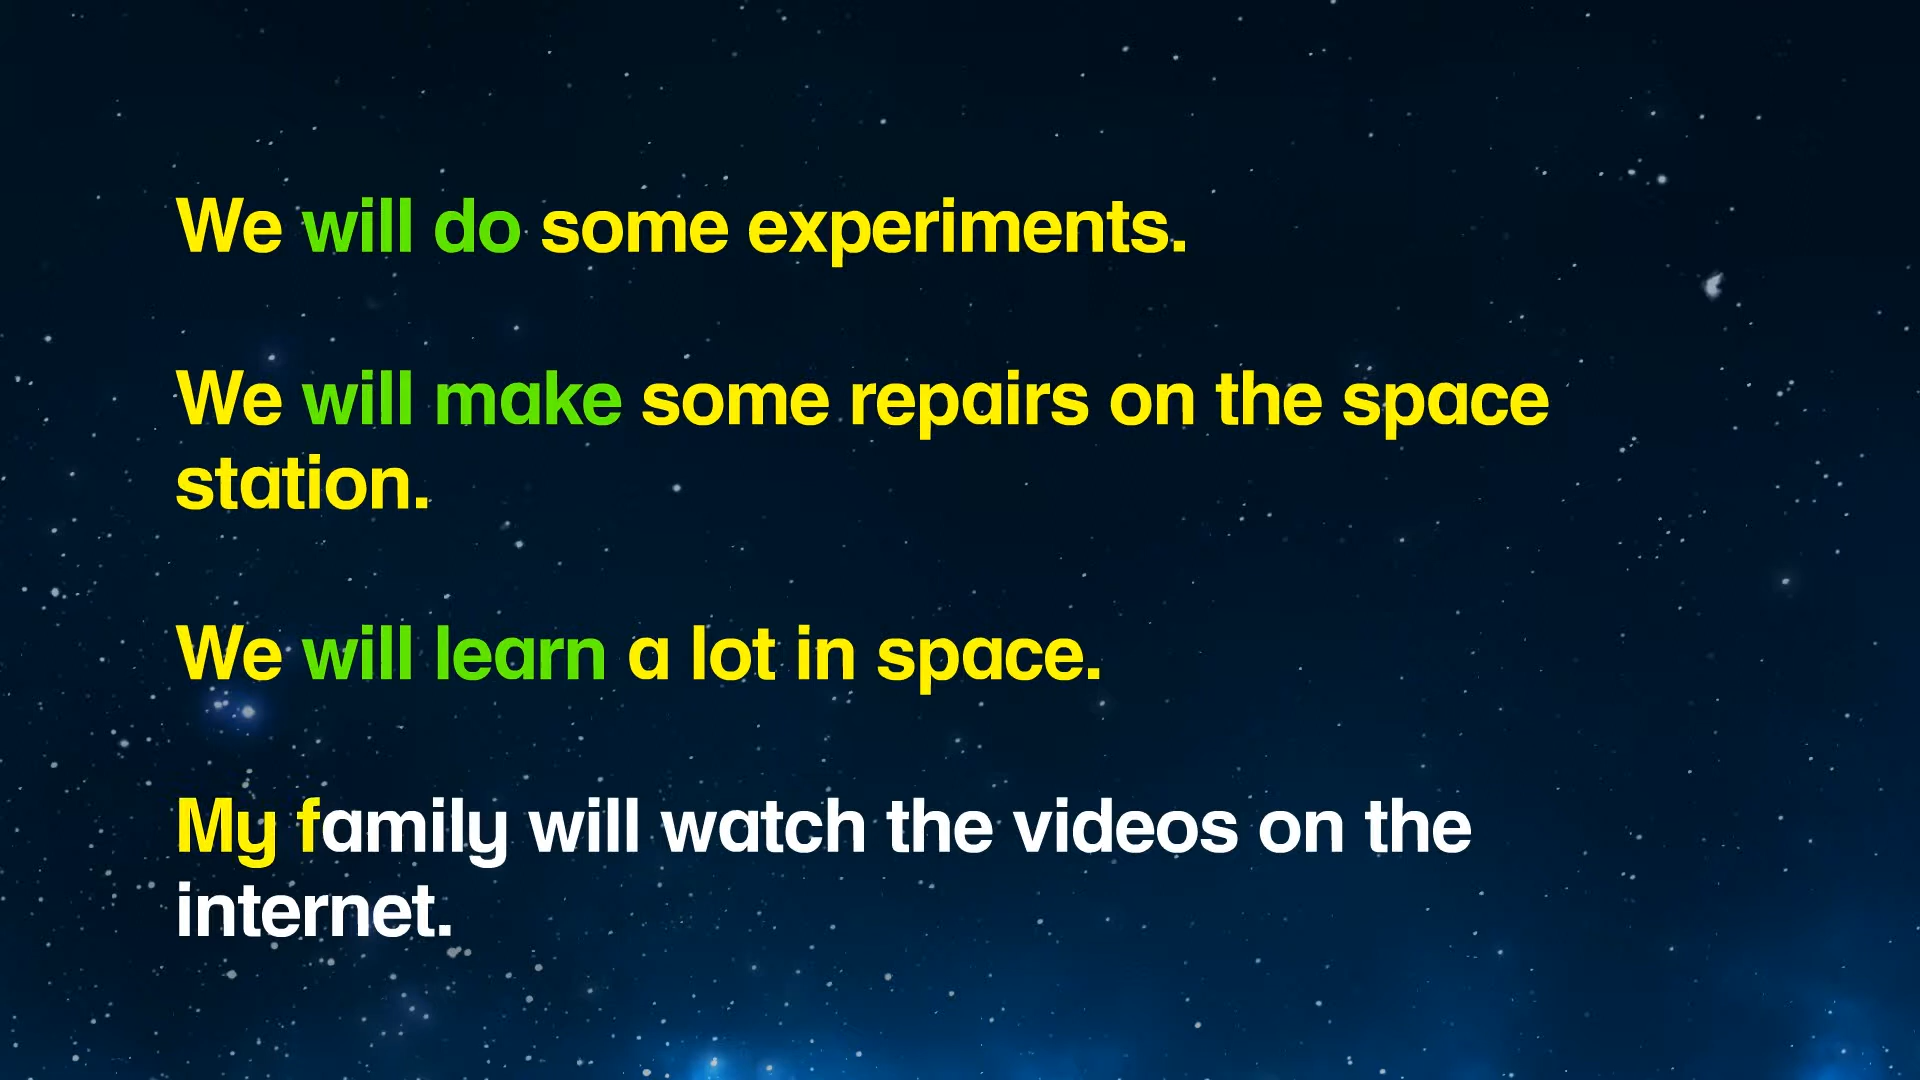 We will do some experiments.
We will make some repairs on the space
station.
We will learn a lot in space.
My family will watch the videos on the
internet.